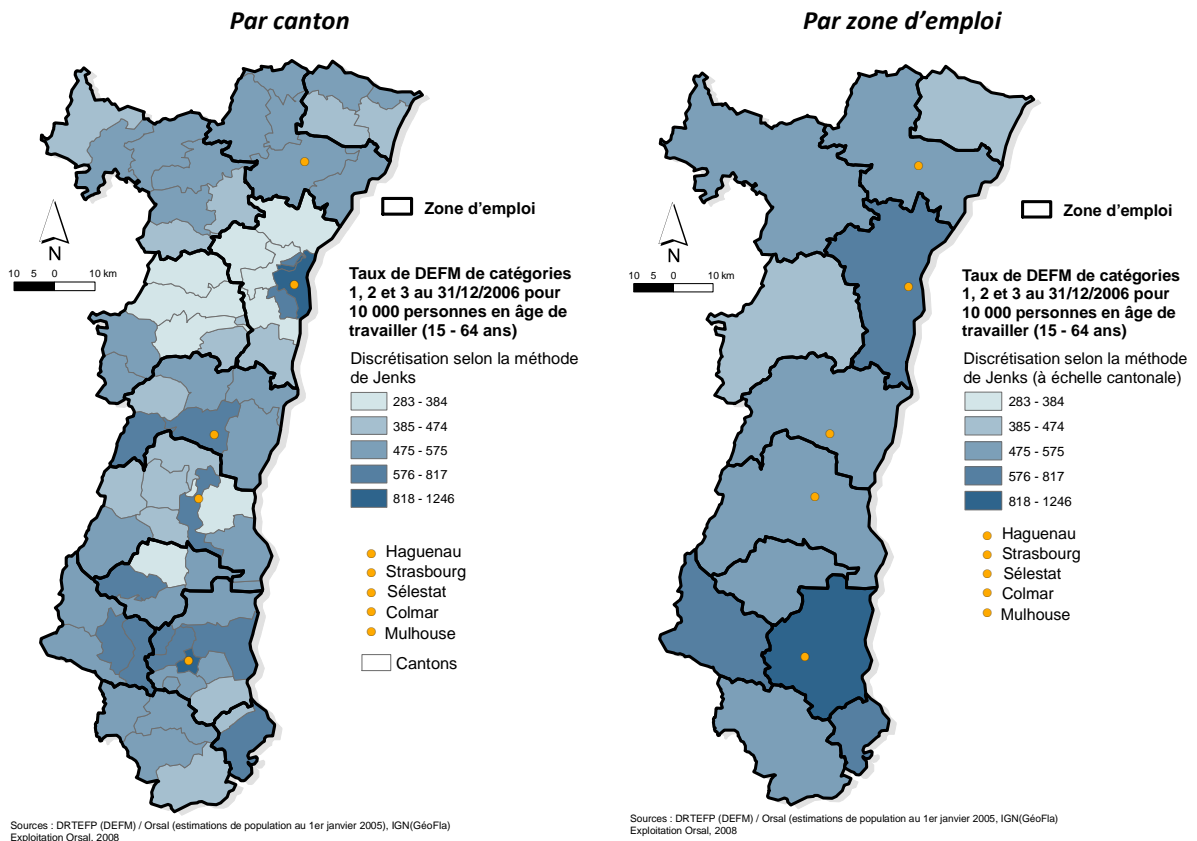 Par canton
N
10 5 0 10 km
Zone d'emploi
Taux de DEFM de catégories
1, 2 et 3 au 31/12/2006 pour
10 000 personnes en âge de
travailler (15 - 64 ans)
Discrétisation selon la méthode
de Jenks
283 - 384
385 - 474
475 - 575
576 - 817
818 - 1246
Haguenau
Strasbourg
Sélestat
Colmar
Mulhouse
Cantons
Sources : DRTEFP (DEFM) / Orsal (estimations de population au 1er janvier 2005), IGN(GéoFla)
Exploitation Orsal, 2008
Par zone d'emploi
N
10 5 0 10 km
Zone d'emploi
Taux de DEFM de catégories
1, 2 et 3 au 31/12/2006 pour
10 000 personnes en âge de
travailler (15 - 64 ans)
Discrétisation selon la méthode
de Jenks (à échelle cantonale)
283 - 384
385 - 474
475 - 575
576 - 817
818 - 1246
Haguenau
Strasbourg
Sélestat
Colmar
Mulhouse
Sources : DRTEFP (DEFM) / Orsal (estimations de population au 1er janvier 2005, IGN(GéoFla)
Exploitation Orsal, 2008